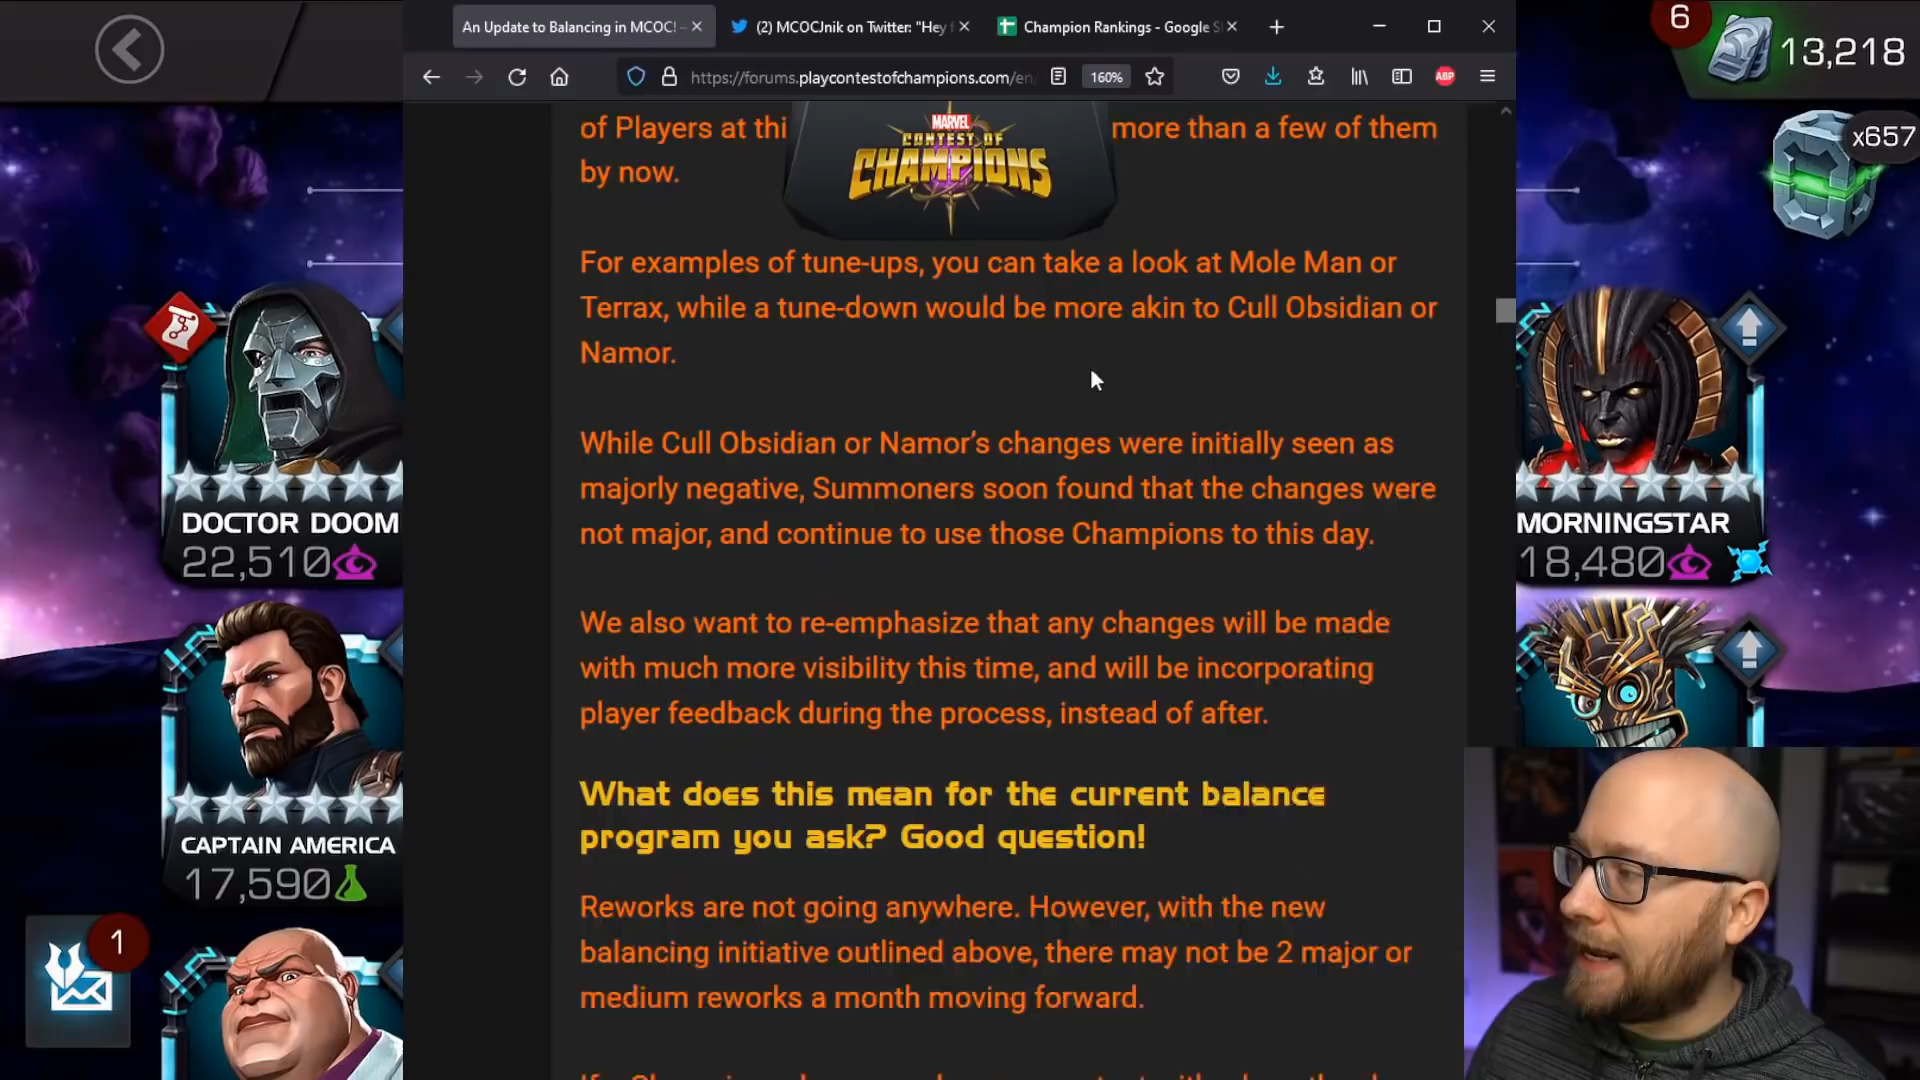 An Update to Balancing in MCOC! –
(2) MCOCJnik on Twitter: "Hey f
Champion Rankings - Google S
6
13,218
https://forums.playcontestofchampions.com/en/
160%
ABP
x657
of Players at thi
more than a few of them
MARVEL
CONTEST OF
CHAMPIONS
by now.
For examples of tune-ups, you can take a look at Mole Man or
Terrax, while a tune-down would be more akin to Cull Obsidian or
Namor.
While Cull Obsidian or Namor’s changes were initially seen as
majorly negative, Summoners soon found that the changes were
not major, and continue to use those Champions to this day.
We also want to re-emphasize that any changes will be made
with much more visibility this time, and will be incorporating
player feedback during the process, instead of after.
What does this mean for the current balance
program you ask? Good question!
Reworks are not going anywhere. However, with the new
balancing initiative outlined above, there may not be 2 major or
medium reworks a month moving forward.
DOCTOR DOOM
22,510
CAPTAIN AMERICA
17,590
1
MORNINGSTAR
18,480